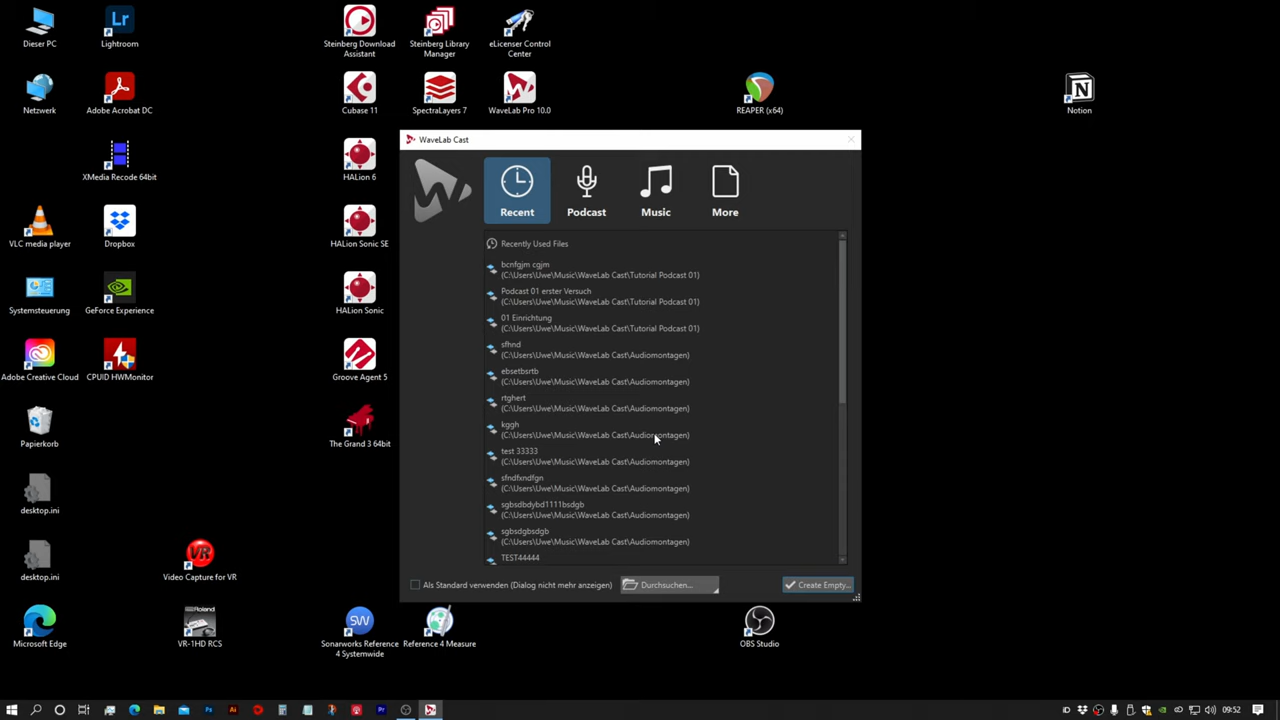 Dieser PC
Lightroom
Steinberg Download
Assistant
Steinberg Library
Manager
eLicenser Control
Center
Netzwerk
Adobe Acrobat DC
Cubase 11
SpectraLayers 7
WaveLab Pro 10.0
REAPER (x64)
Notion
XMedia Recode 64bit
HALion 6
VLC media player
Dropbox
HALion Sonic SE
Systemsteuerung
GeForce Experience
HALion Sonic
Adobe Creative Cloud
CPUID HWMonitor
Groove Agent 5
Papierkorb
The Grand 3 64bit
desktop.ini
desktop.ini
Video Capture for VR
Microsoft Edge
VR-1HD RCS
Sonarworks Reference
4 Systemwide
Reference 4 Measure
OBS Studio
WaveLab Cast
Recent
Podcast
Music
More
Recently Used Files
bcnfgjm cgjm
(C:\Users\Uwe\Music\WaveLab Cast\Tutorial Podcast 01)
Podcast 01 erster Versuch
(C:\Users\Uwe\Music\WaveLab Cast\Tutorial Podcast 01)
01 Einrichtung
(C:\Users\Uwe\Music\WaveLab Cast\Tutorial Podcast 01)
sfhnd
(C:\Users\Uwe\Music\WaveLab Cast\Audiomontagen)
ebsetbsrtb
(C:\Users\Uwe\Music\WaveLab Cast\Audiomontagen)
rtghert
(C:\Users\Uwe\Music\WaveLab Cast\Audiomontagen)
kggh
(C:\Users\Uwe\Music\WaveLab Cast\Audiomontagen)
test 33333
(C:\Users\Uwe\Music\WaveLab Cast\Audiomontagen)
sfndfxndfgn
(C:\Users\Uwe\Music\WaveLab Cast\Audiomontagen)
sgbsdbdybd1111bsdgb
(C:\Users\Uwe\Music\WaveLab Cast\Audiomontagen)
sgbsdgbsdgb
(C:\Users\Uwe\Music\WaveLab Cast\Audiomontagen)
TEST44444
Als Standard verwenden (Dialog nicht mehr anzeigen)
Durchsuchen...
Create Empty...
09:52